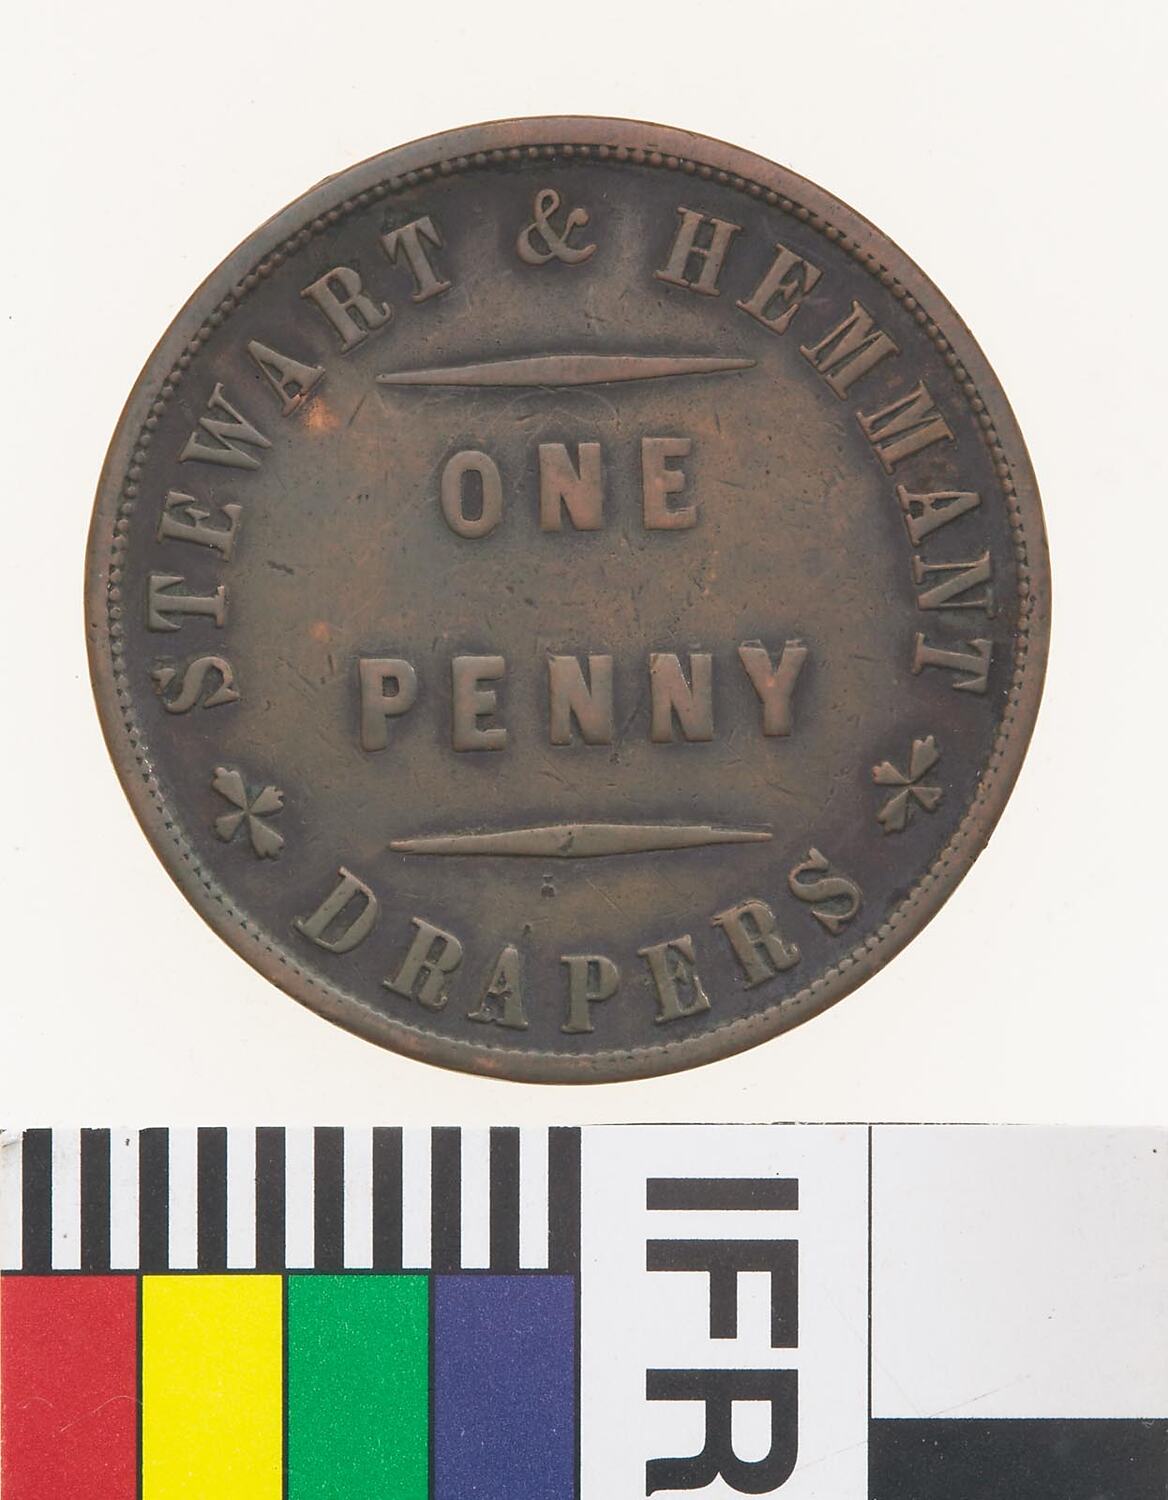 STEWART & HEMMANT
ONE
PENNY
DRAPERS
IFR